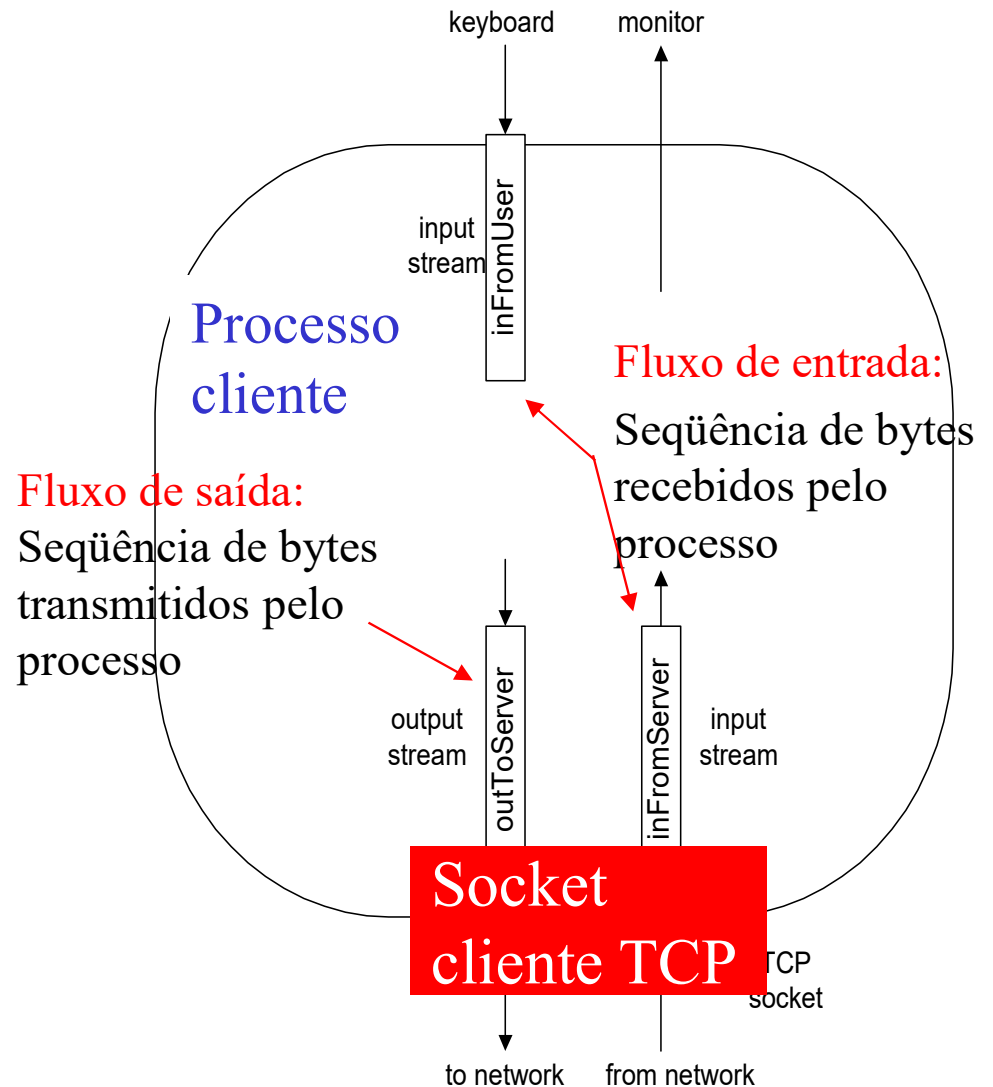 keyboard
monitor
input
stream
inFromUser
Processo
cliente
Fluxo de entrada:
Seqüência de bytes
recebidos pelo
processo
Fluxo de saída:
Seqüência de bytes
transmitidos pelo
processo
output
stream
outToServer
inFromServer
input
stream
Socket
cliente TCP
TCP
socket
to network
from network